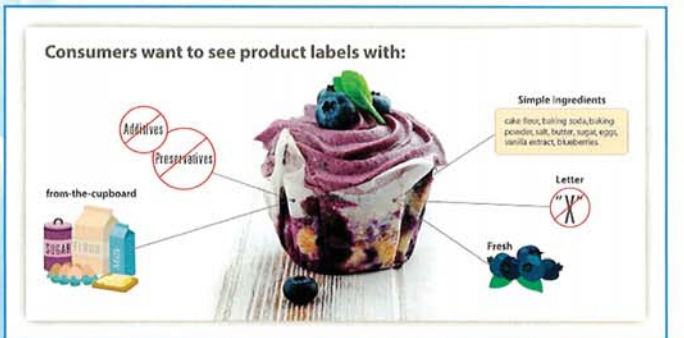 Consumers want to see product labels with:
Simple Ingredients
cake flour, baking soda, baking
powder, salt, butter, sugar, eggs,
vanilla extract, blueberries.
Additives
Preservatives
from-the-cupboard
SUGAR
FLOUR
MILK
Letter
"X"
Fresh